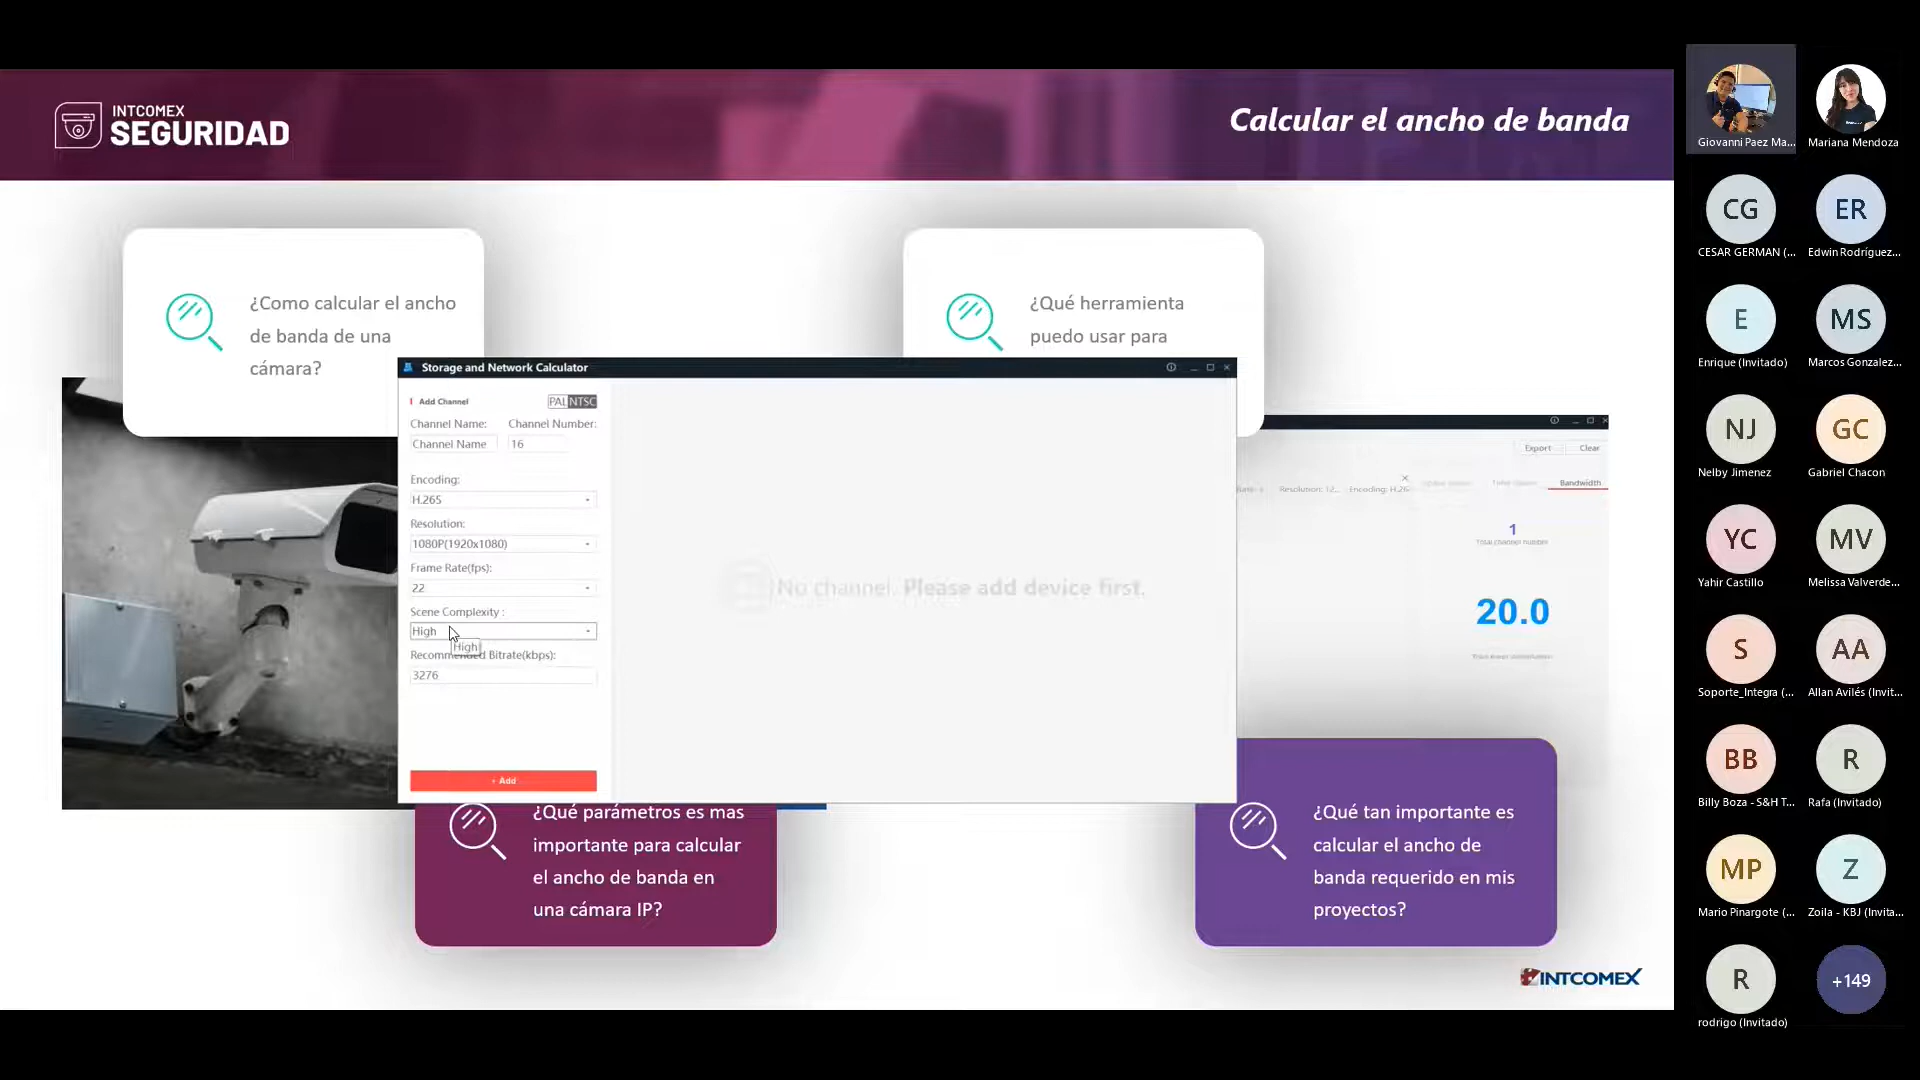 INTCOMEX
SEGURIDAD
Calcular el ancho de banda
¿Como calcular el ancho
de banda de una
cámara?
¿Qué herramienta
puedo usar para
Storage and Network Calculator
Add Channel
PAL NTSC
Channel Name:
Channel Number:
Channel Name
16
Encoding:
H.265
Resolution:
1080P(1920x1080)
Frame Rate(fps):
22
Scene Complexity :
High
High
Recommended Bitrate(kbps):
3276
+ Add
No channel. Please add device first.
Export
Clear
Resolution: 12...
Encoding: H.26
Bandwidth
1
Total channel number
20.0
¿Qué parámetros es mas
importante para calcular
el ancho de banda en
una cámara IP?
¿Qué tan importante es
calcular el ancho de
banda requerido en mis
proyectos?
INTCOMEX
Giovanni Paez Ma...
Mariana Mendoza
CG
CESAR GERMAN (...
ER
Edwin Rodríguez...
E
Enrique (Invitado)
MS
Marcos Gonzalez...
NJ
Nelby Jimenez
GC
Gabriel Chacon
YC
Yahir Castillo
MV
Melissa Valverde...
S
Soporte_Integra (...
AA
Allan Avilés (Invit...
BB
Billy Boza - S&H T...
R
Rafa (Invitado)
MP
Mario Pinargote (...
Z
Zoila - KBJ (Invita...
R
rodrigo (Invitado)
+149